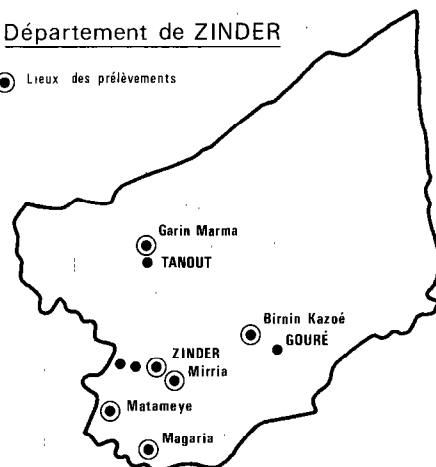 Département de ZINDER
Lieux des prélèvements
Garin Marma
TANOUT
Birnin Kazoé
GOURÉ
ZINDER
Mirria
Matameye
Magaria